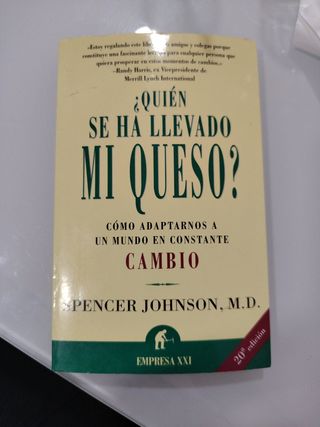 «Estoy regalando este libro a mis amigos y colegas porque
constituye una fascinante lectura para cualquier persona que
quiera prosperar en estos momentos de cambios.»
—Randy Harris, ex Vicepresidente de
Merrill Lynch International
¿QUIÉN
SE HA LLEVADO
MI QUESO?
CÓMO ADAPTARNOS A
UN MUNDO EN CONSTANTE
CAMBIO
SPENCER JOHNSON, M.D.
EMPRESA XXI
20ª edición